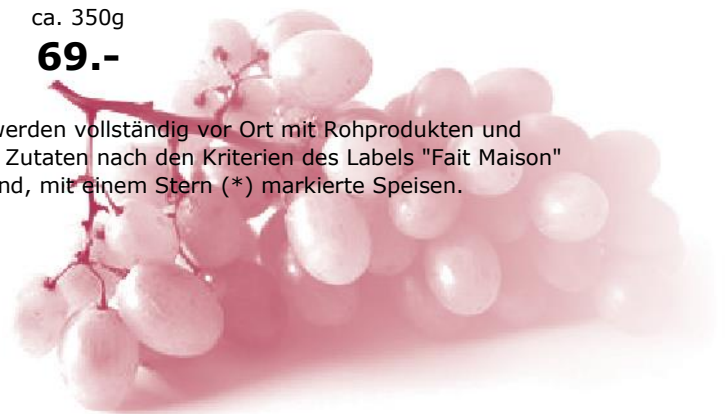 ca. 350g
69.-
werden vollständig vor Ort mit Rohprodukten und
Zutaten nach den Kriterien des Labels "Fait Maison"
nd, mit einem Stern (*) markierte Speisen.